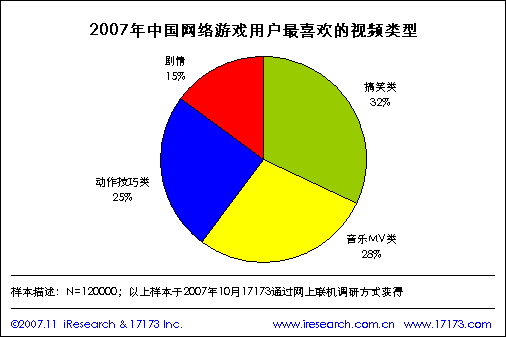 2007年中国网络游戏用户最喜欢的视频类型
剧情
15%
搞笑类
32%
动作技巧类
25%
音乐MV类
28%
样本描述：N=120000；以上样本于2007年10月17173通过网上联机调研方式获得
©2007.11 iResearch & 17173 Inc. www.iresearch.com.cn www.17173.com